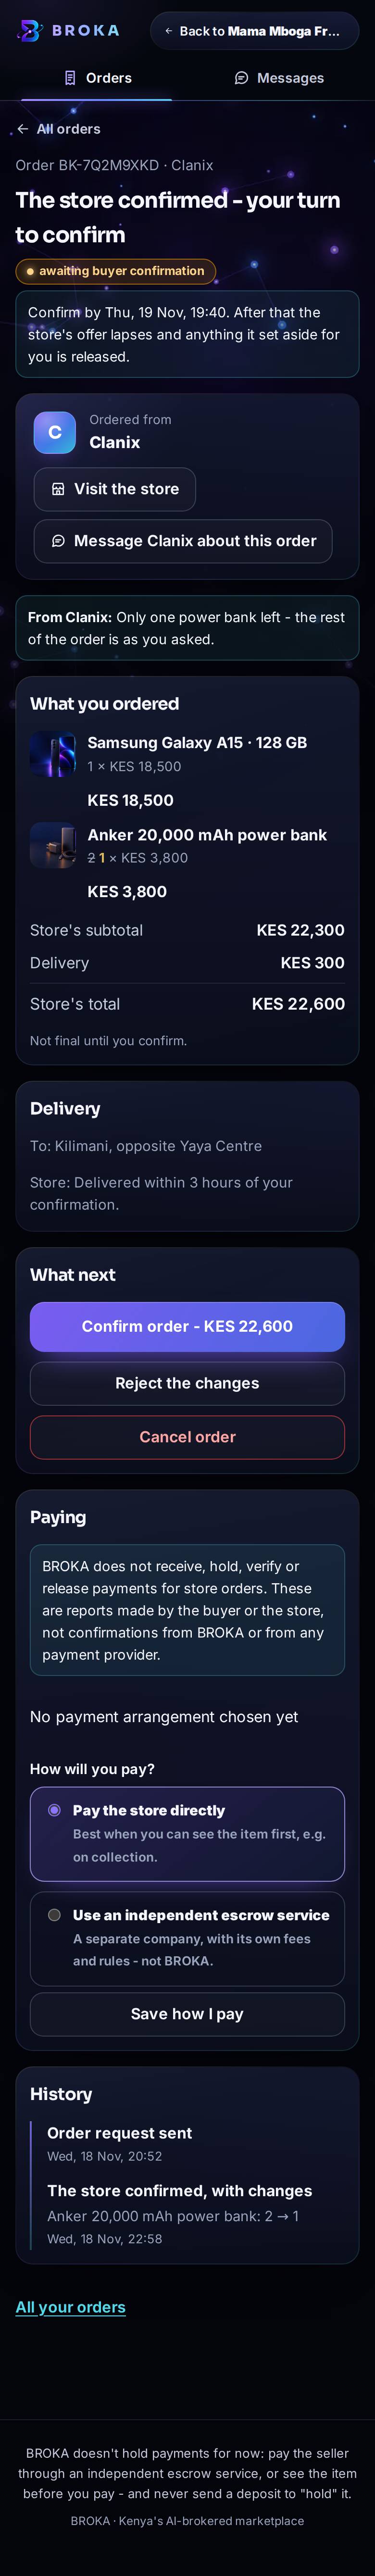 BROKA
Back to Mama Mboga Fr...
Orders
Messages
All orders
Order BK-7Q2M9XKD · Clanix
The store confirmed - your turn
to confirm
awaiting buyer confirmation
Confirm by Thu, 19 Nov, 19:40. After that the
store's offer lapses and anything it set aside for
you is released.
C
Ordered from
Clanix
Visit the store
Message Clanix about this order
From Clanix: Only one power bank left - the rest
of the order is as you asked.
What you ordered
Samsung Galaxy A15 · 128 GB
1 × KES 18,500
KES 18,500
Anker 20,000 mAh power bank
2 1 × KES 3,800
KES 3,800
Store's subtotal KES 22,300
Delivery KES 300
Store's total KES 22,600
Not final until you confirm.
Delivery
To: Kilimani, opposite Yaya Centre
Store: Delivered within 3 hours of your
confirmation.
What next
Confirm order - KES 22,600
Reject the changes
Cancel order
Paying
BROKA does not receive, hold, verify or
release payments for store orders. These
are reports made by the buyer or the store,
not confirmations from BROKA or from any
payment provider.
No payment arrangement chosen yet
How will you pay?
Pay the store directly
Best when you can see the item first, e.g.
on collection.
Use an independent escrow service
A separate company, with its own fees
and rules - not BROKA.
Save how I pay
History
Order request sent
Wed, 18 Nov, 20:52
The store confirmed, with changes
Anker 20,000 mAh power bank: 2 → 1
Wed, 18 Nov, 22:58
All your orders
BROKA doesn't hold payments for now: pay the seller
through an independent escrow service, or see the item
before you pay - and never send a deposit to "hold" it.
BROKA · Kenya's AI-brokered marketplace